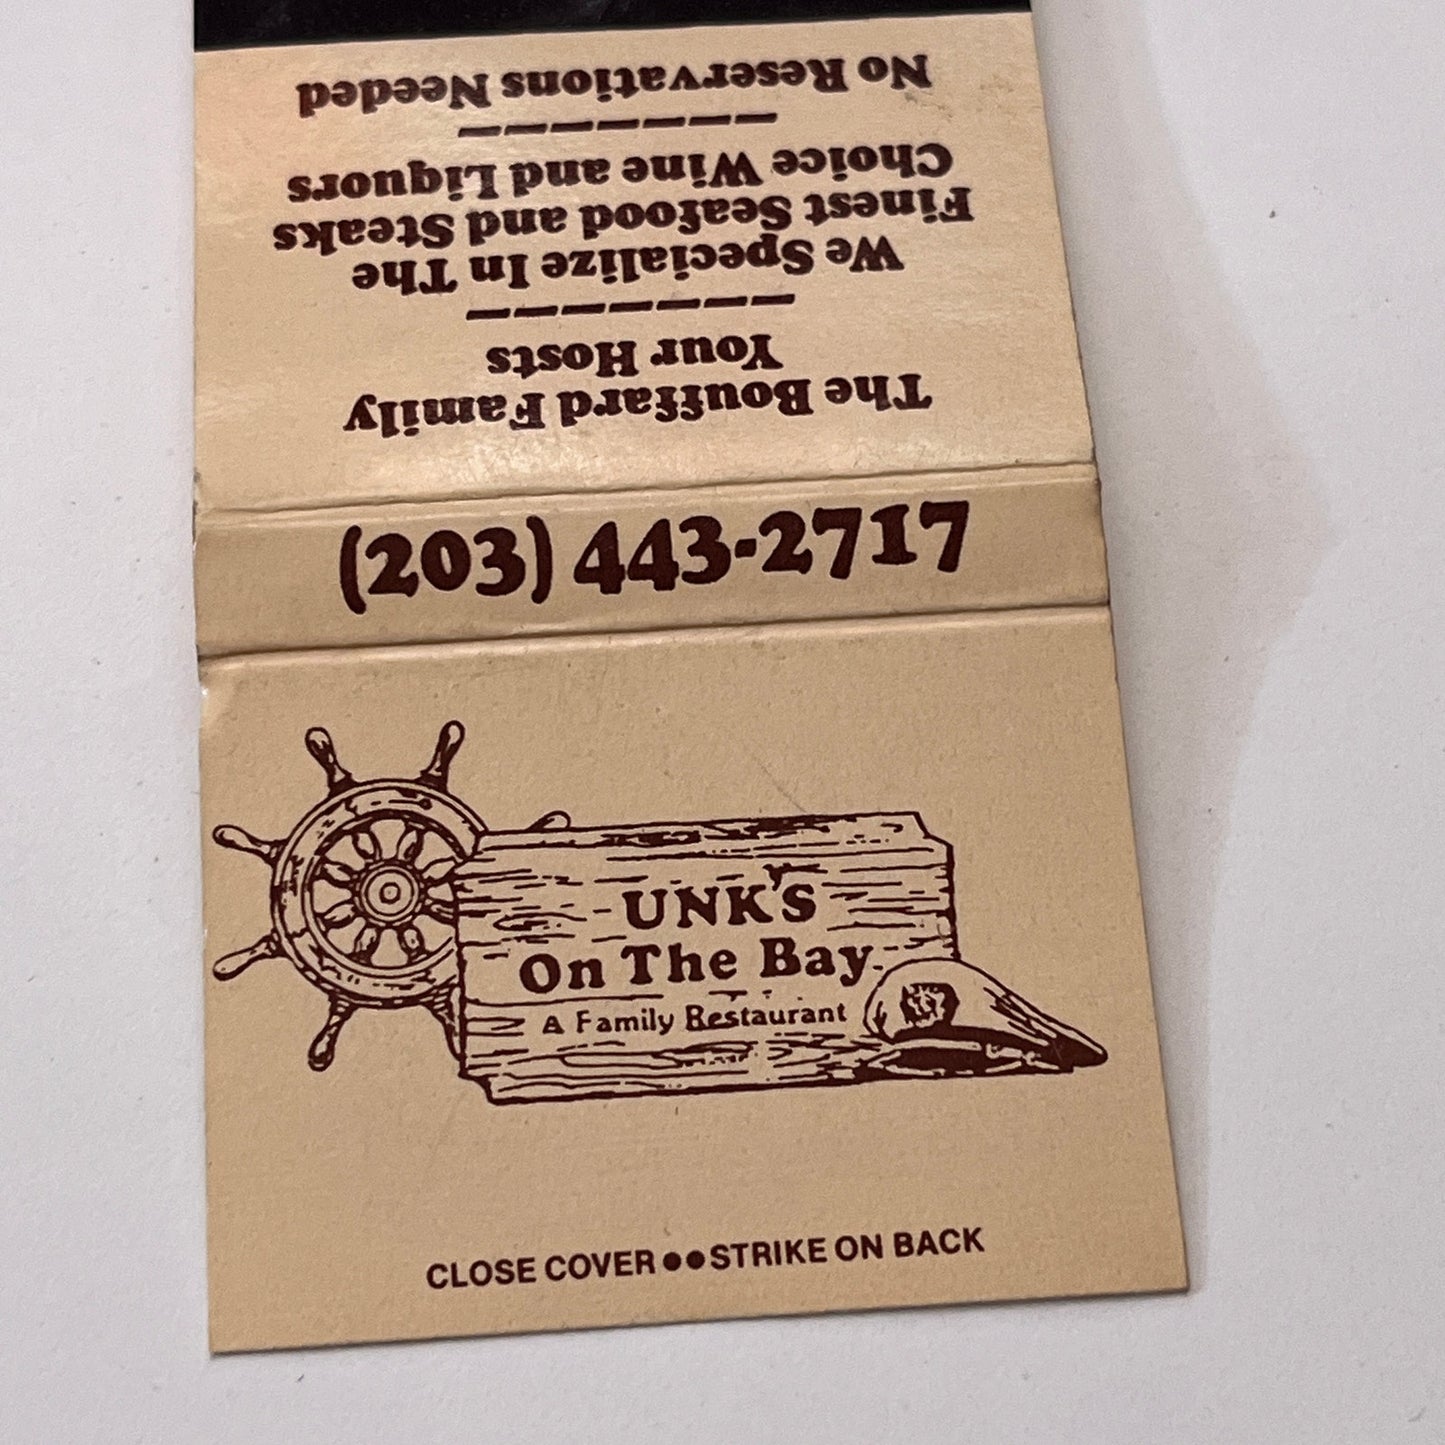 The Bouffard Family
Your Hosts
We Specialize In The
Finest Seafood and Steaks
Choice Wine and Liquors
No Reservations Needed
(203) 443-2717
UNK'S
On The Bay
A Family Restaurant
CLOSE COVER●●STRIKE ON BACK